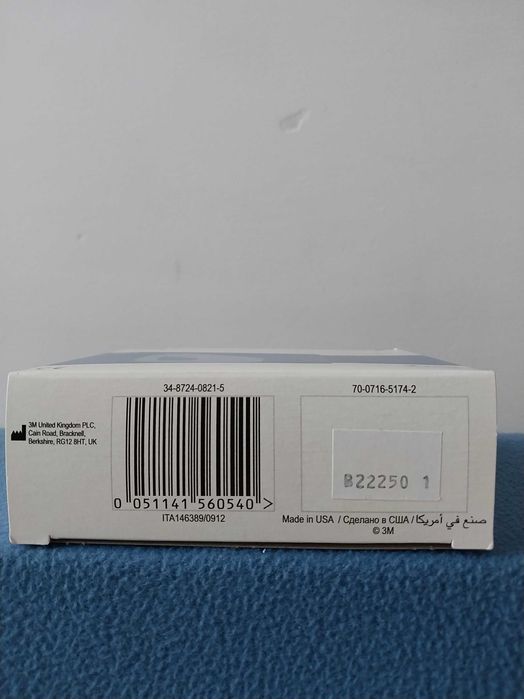 34-8724-0821-5
70-0716-5174-2
3M United Kingdom PLC,
Cain Road, Bracknell,
Berkshire, RG12 8HT, UK
0 051141 560540 >
ITA146389/0912
B22250 1
Made in USA / Сделано в США / صنع في أمريكا
© 3M